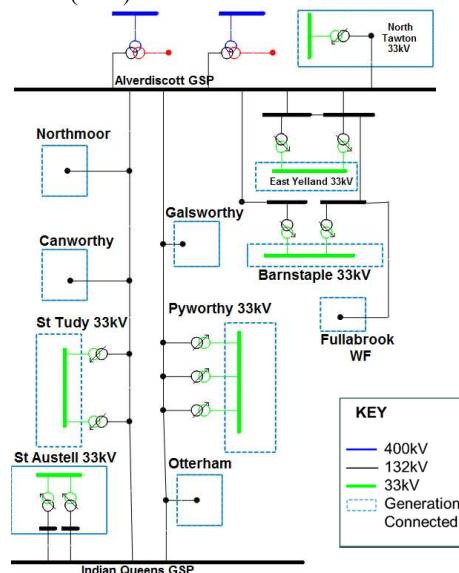 North
Tawton
33kV
Alverdiscott GSP
Northmoor
East Yelland 33kV
Galsworthy
Canworthy
Barnstaple 33kV
St Tudy 33kV
Pyworthy 33kV
Fullabrook
WF
KEY
400kV
132kV
33kV
Generation
Connected
St Austell 33kV
Otterham
Indian Queens GSP